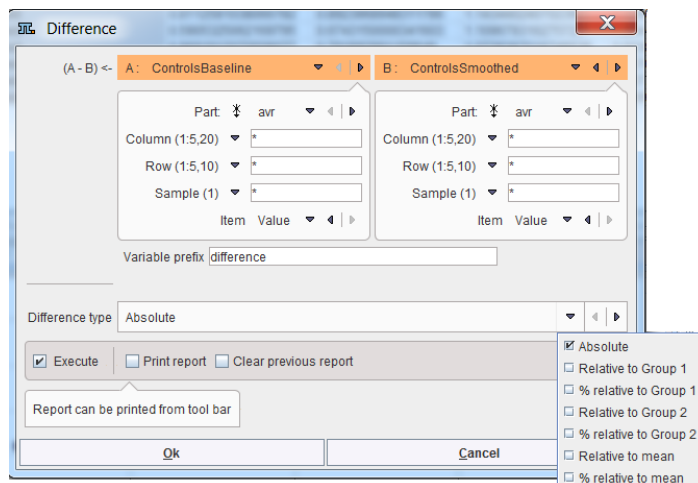 Difference
(A - B) <- A: ControlsBaseline B: ControlsSmoothed
Part: avr Part: avr
Column (1:5,20) * Column (1:5,20) *
Row (1:5,10) * Row (1:5,10) *
Sample (1) * Sample (1) *
Item Value Item Value
Variable prefix difference
Difference type Absolute
Execute Print report Clear previous report
Report can be printed from tool bar
Ok Cancel
Absolute
Relative to Group 1
% relative to Group 1
Relative to Group 2
% relative to Group 2
Relative to mean
% relative to mean